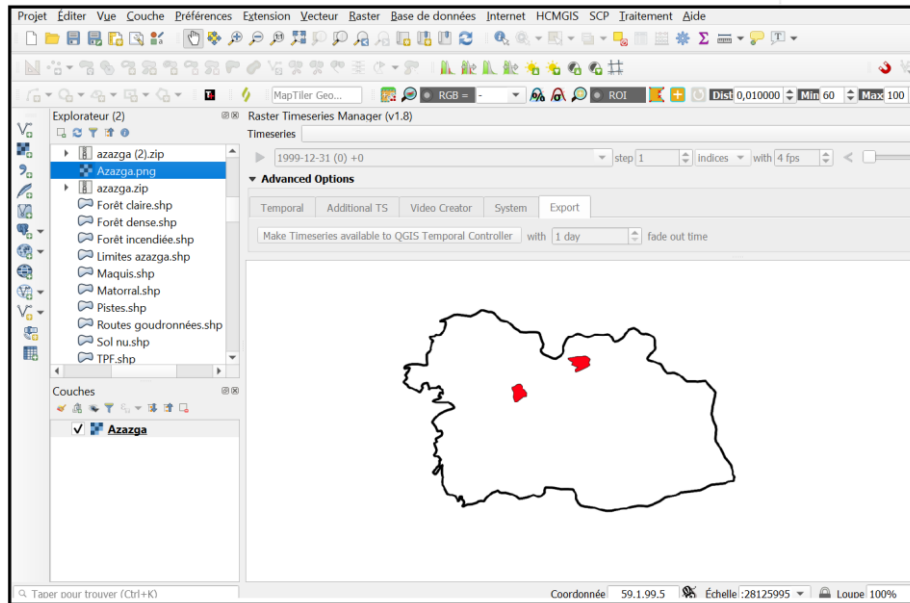 Projet Éditer Vue Couche Préférences Extension Vecteur Raster Base de données Internet HCMGIS SCP Traitement Aide
MapTiler Geo... RGB = - ROI Dist 0,010000 Min 60 Max 100
Explorateur (2)
azazga (2).zip
Azazga.png
azazga.zip
Forêt claire.shp
Forêt dense.shp
Forêt incendiée.shp
Limites azazga.shp
Maquis.shp
Matorral.shp
Pistes.shp
Routes goudronnées.shp
Sol nu.shp
TPF.shp
Couches
Azazga
Raster Timeseries Manager (v1.8)
Timeseries
1999-12-31 (0) +0 step 1 indices with 4 fps <
Advanced Options
Temporal Additional TS Video Creator System Export
Make Timeseries available to QGIS Temporal Controller with 1 day fade out time
Taper pour trouver (Ctrl+K) Coordonnée 59.1,99.5 Échelle :28125995 Loupe 100%